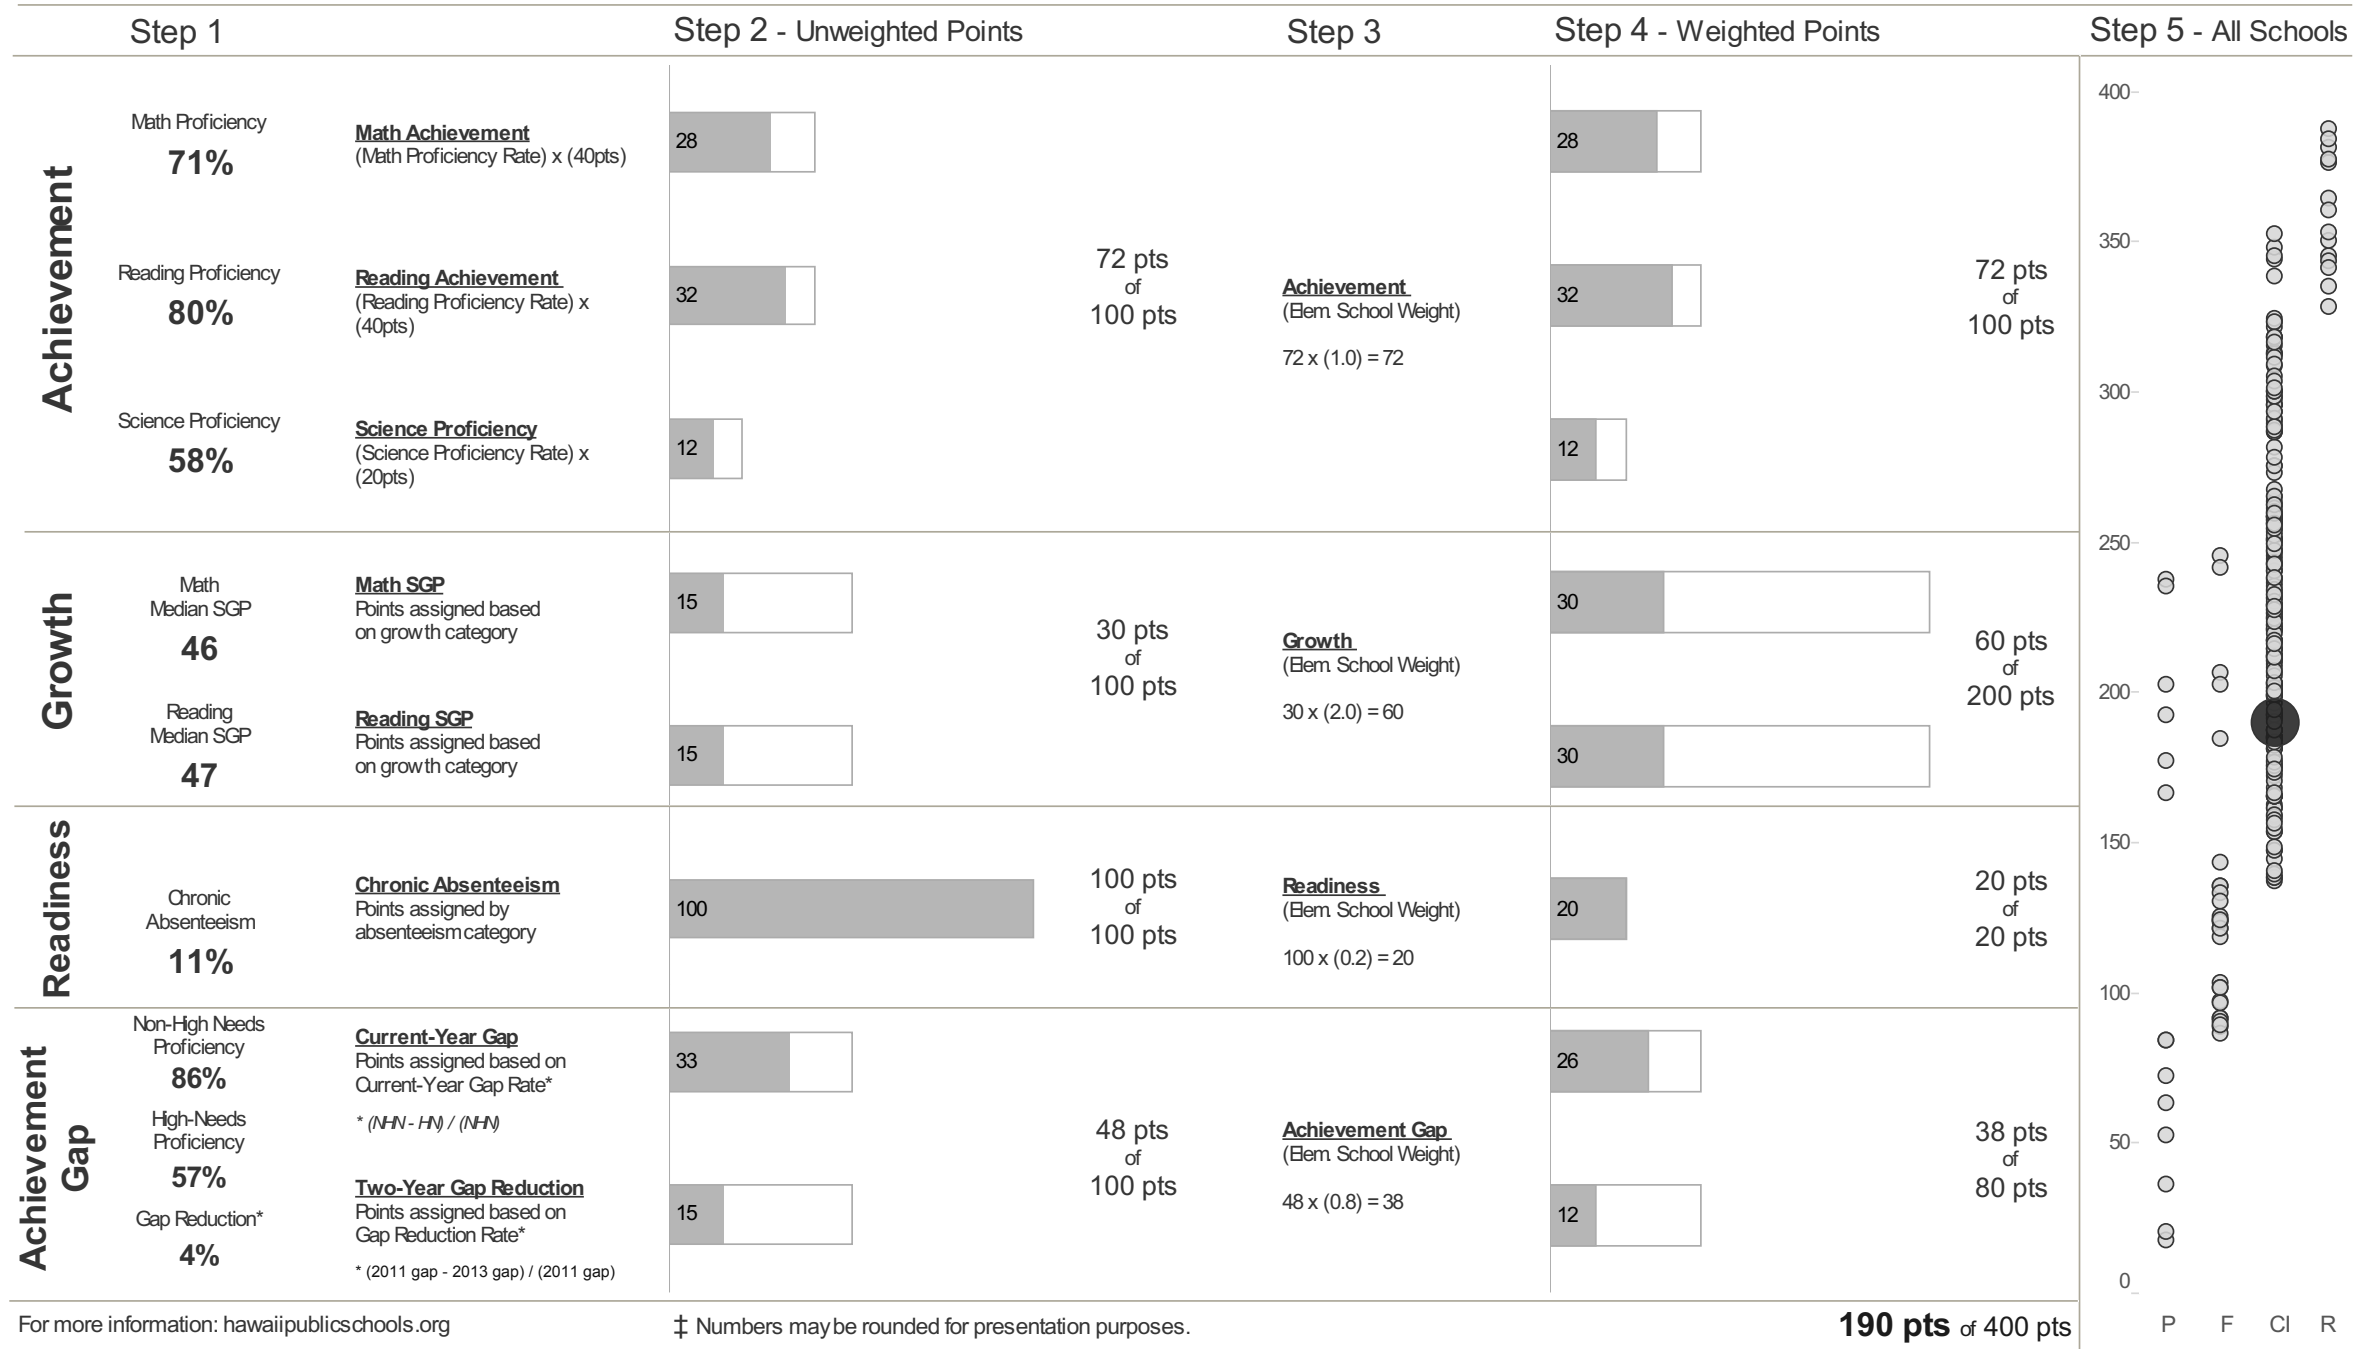 Step 1
Step 2 - Unweighted Points
Step 3
Step 4 - Weighted Points
Step 5 - All Schools
Achievement
Math Proficiency
71%
Math Achievement
(Math Proficiency Rate) x (40pts)
28
28
Reading Proficiency
80%
Reading Achievement
(Reading Proficiency Rate) x
(40pts)
32
72 pts
of
100 pts
Achievement
(Elem. School Weight)
72 x (1.0) = 72
32
72 pts
of
100 pts
Science Proficiency
58%
Science Proficiency
(Science Proficiency Rate) x
(20pts)
12
12
Growth
Math
Median SGP
46
Math SGP
Points assigned based
on growth category
15
30 pts
of
100 pts
Growth
(Elem. School Weight)
30 x (2.0) = 60
30
60 pts
of
200 pts
Reading
Median SGP
47
Reading SGP
Points assigned based
on growth category
15
30
Readiness
Chronic
Absenteeism
11%
Chronic Absenteeism
Points assigned by
absenteeism category
100
100 pts
of
100 pts
Readiness
(Elem. School Weight)
100 x (0.2) = 20
20
20 pts
of
20 pts
Achievement
Gap
Non-High Needs
Proficiency
86%
High-Needs
Proficiency
57%
Gap Reduction*
4%
Current-Year Gap
Points assigned based on
Current-Year Gap Rate*
* (NHN - HN) / (NHN)
Two-Year Gap Reduction
Points assigned based on
Gap Reduction Rate*
* (2011 gap - 2013 gap) / (2011 gap)
33
15
48 pts
of
100 pts
Achievement Gap
(Elem. School Weight)
48 x (0.8) = 38
26
12
38 pts
of
80 pts
400
350
300
250
200
150
100
50
0
P F CI R
For more information: hawaiipublicschools.org
‡ Numbers may be rounded for presentation purposes.
190 pts of 400 pts